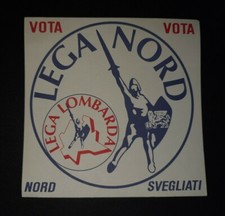 VOTA VOTA
LEGA NORD
LEGA LOMBARDA
NORD SVEGLIATI